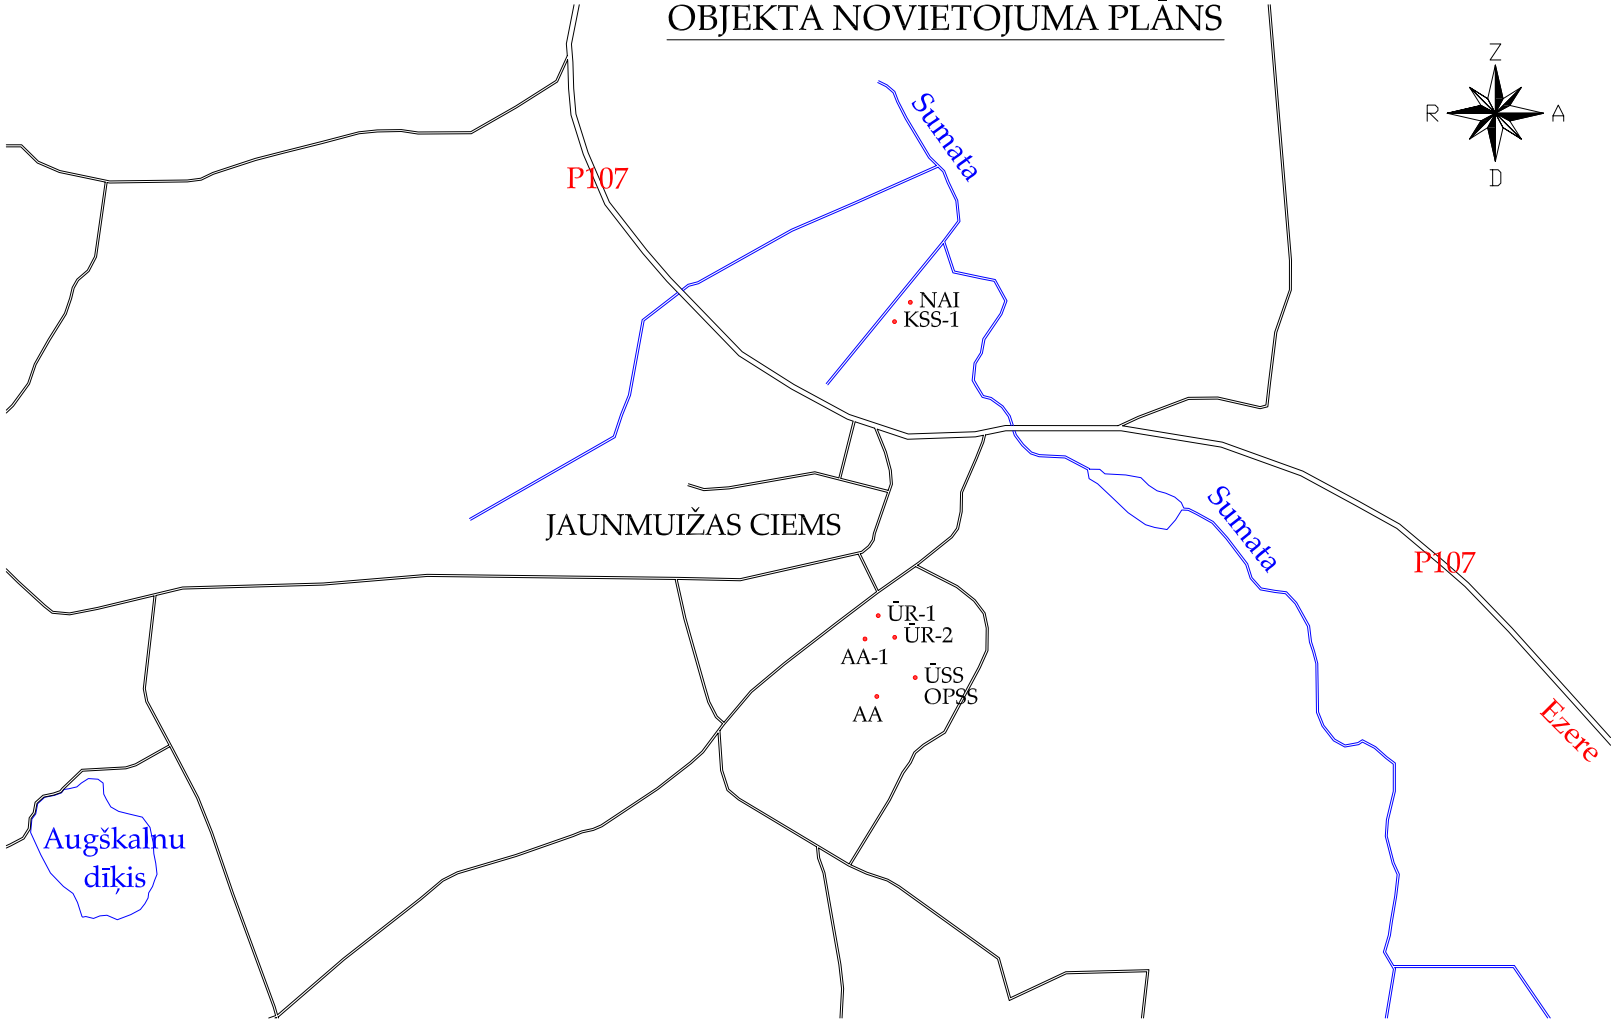 OBJEKTA NOVIETOJUMA PLĀNS
Z
R
A
D
Sumata
P107
NAI
KSS-1
JAUNMUIŽAS CIEMS
Sumata
P107
ŪR-1
ŪR-2
AA-1
ŪSS
OPSS
AA
Ezere
Augškalnu
dīķis